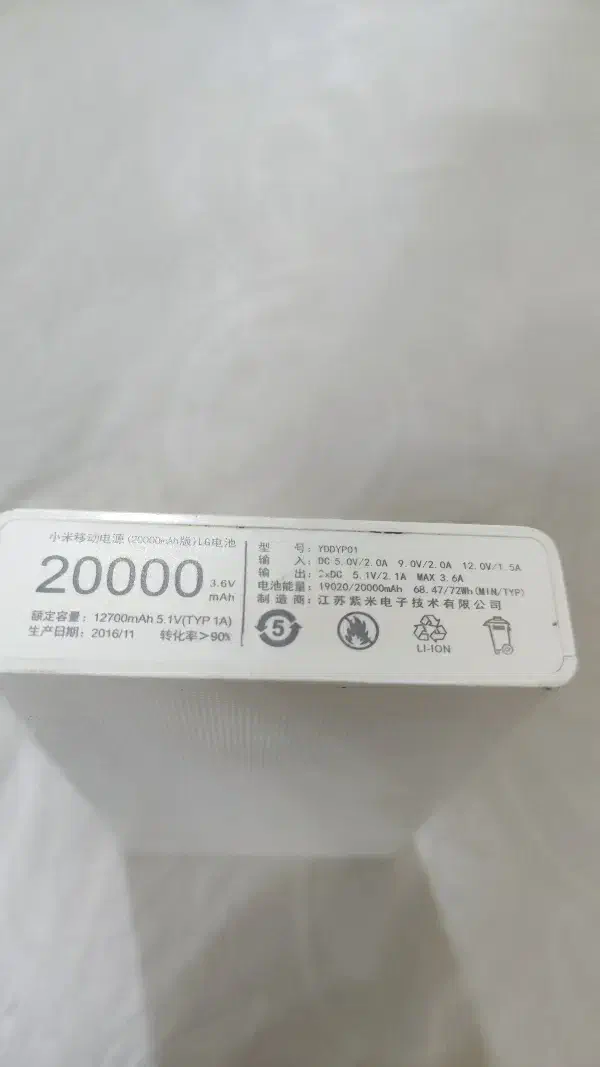 小米移动电源(20000mAh版)LG电池
20000 3.6V mAh
额定容量：12700mAh 5.1V(TYP 1A)
生产日期：2016/11 转化率>90%
型 号：YDDYP01
输 入：DC 5.0V/2.0A 9.0V/2.0A 12.0V/1.5A
输 出：2×DC 5.1V/2.1A MAX 3.6A
电池能量：19020/20000mAh 68.47/72Wh(MIN/TYP)
制 造 商：江苏紫米电子技术有限公司
5
LI-ION